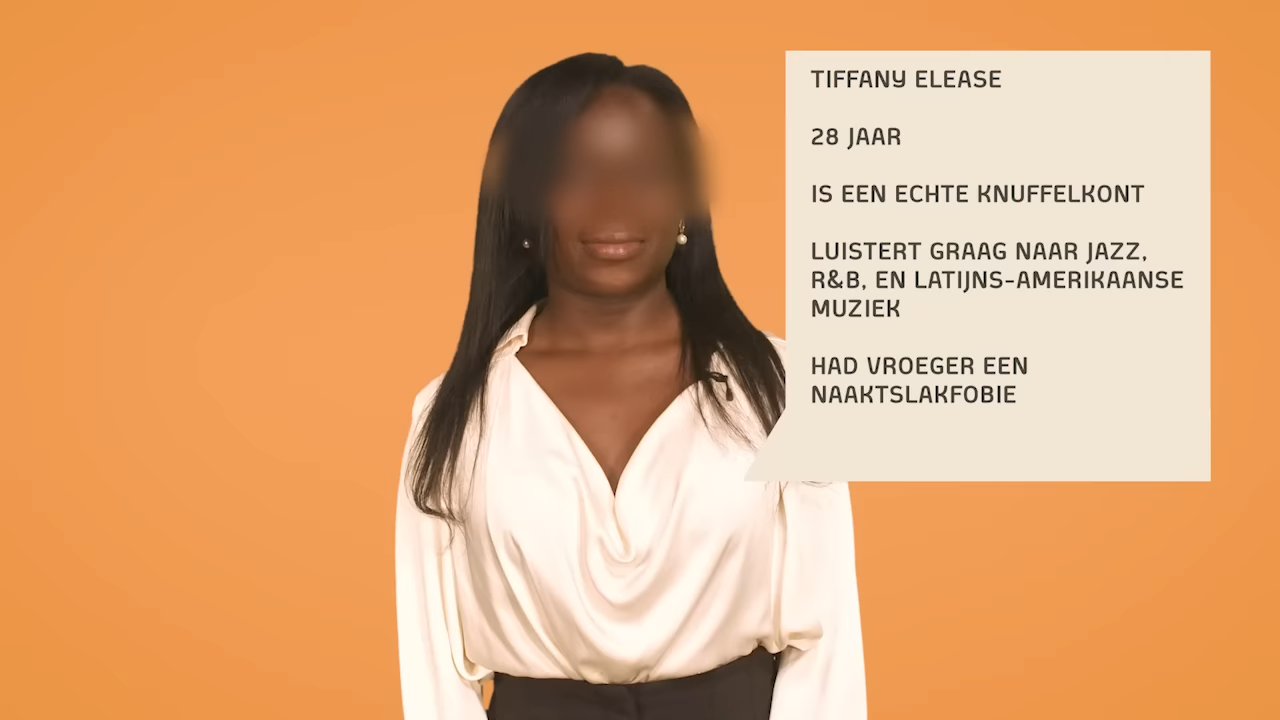 TIFFANY ELEASE
28 JAAR
IS EEN ECHTE KNUFFELKONT
LUISTERT GRAAG NAAR JAZZ,
R&B, EN LATIJNS-AMERIKAANSE
MUZIEK
HAD VROEGER EEN
NAAKTSLAKFOBIE